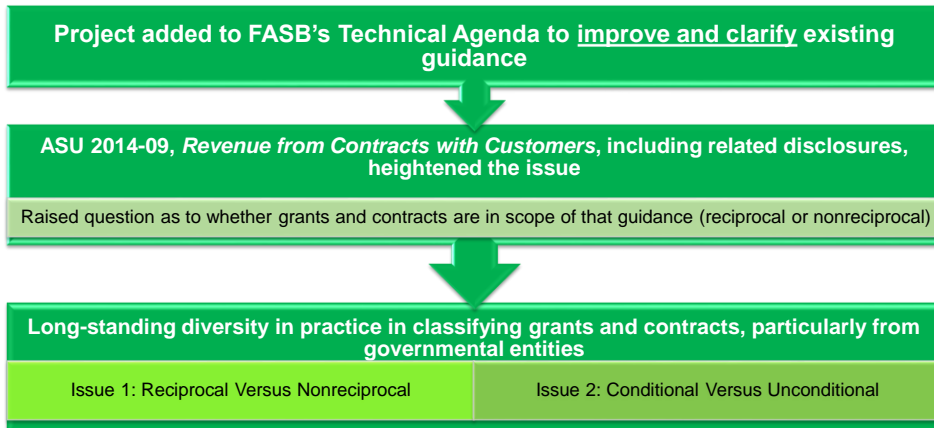 Project added to FASB's Technical Agenda to improve and clarify existing
guidance
ASU 2014-09, Revenue from Contracts with Customers, including related disclosures,
heightened the issue
Raised question as to whether grants and contracts are in scope of that guidance (reciprocal or nonreciprocal)
Long-standing diversity in practice in classifying grants and contracts, particularly from
governmental entities
Issue 1: Reciprocal Versus Nonreciprocal
Issue 2: Conditional Versus Unconditional